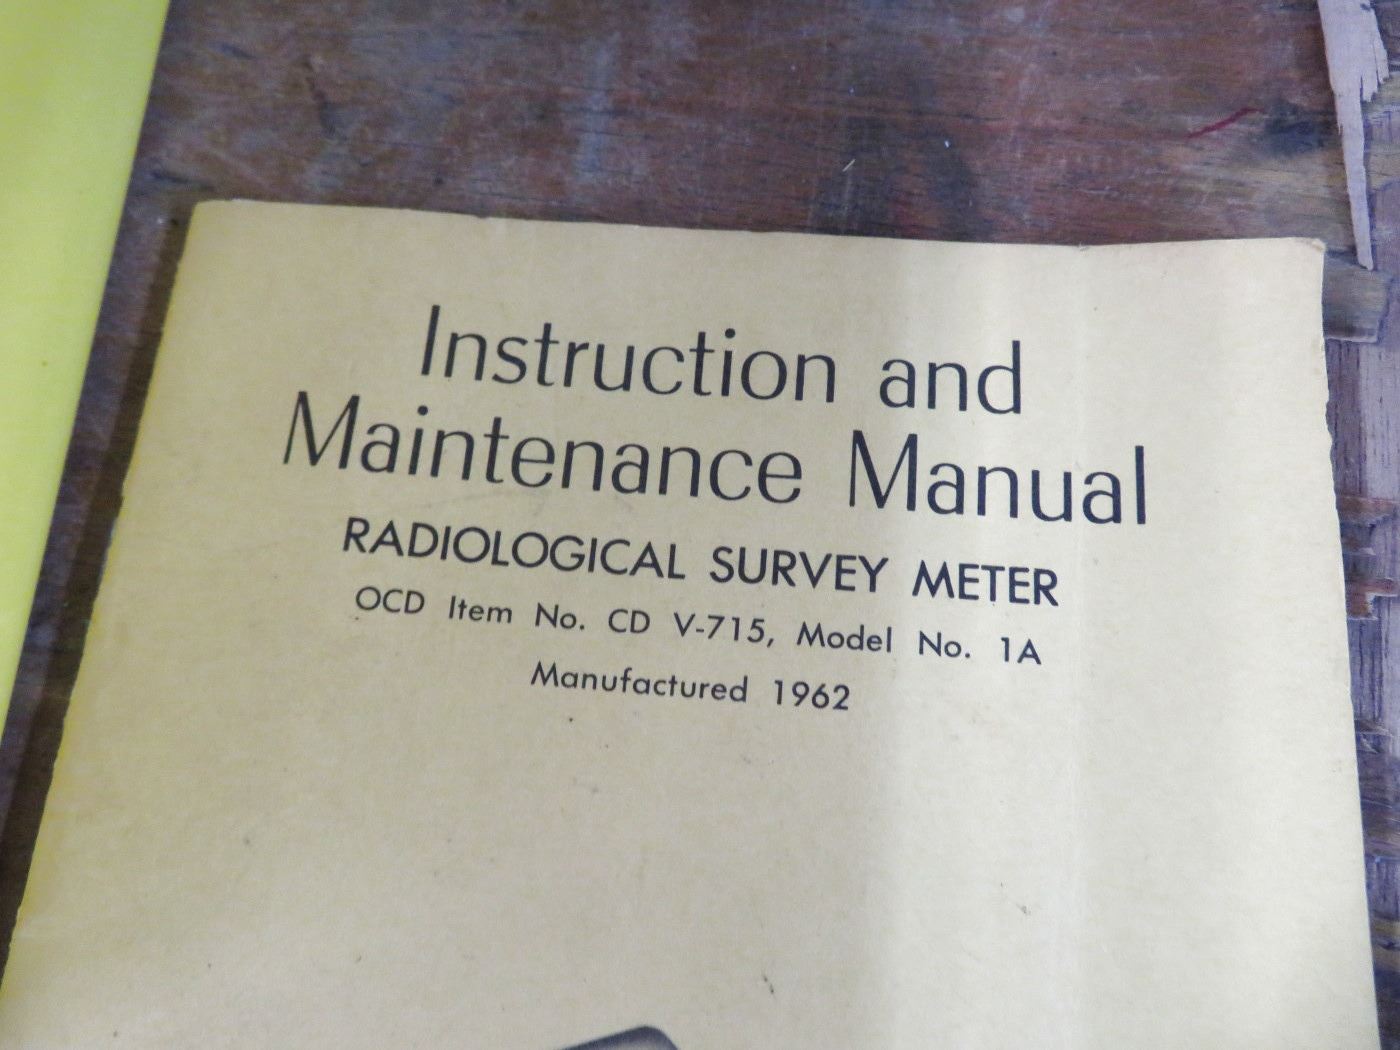 Instruction and
Maintenance Manual
RADIOLOGICAL SURVEY METER
OCD Item No. CD V-715, Model No. 1A
Manufactured 1962